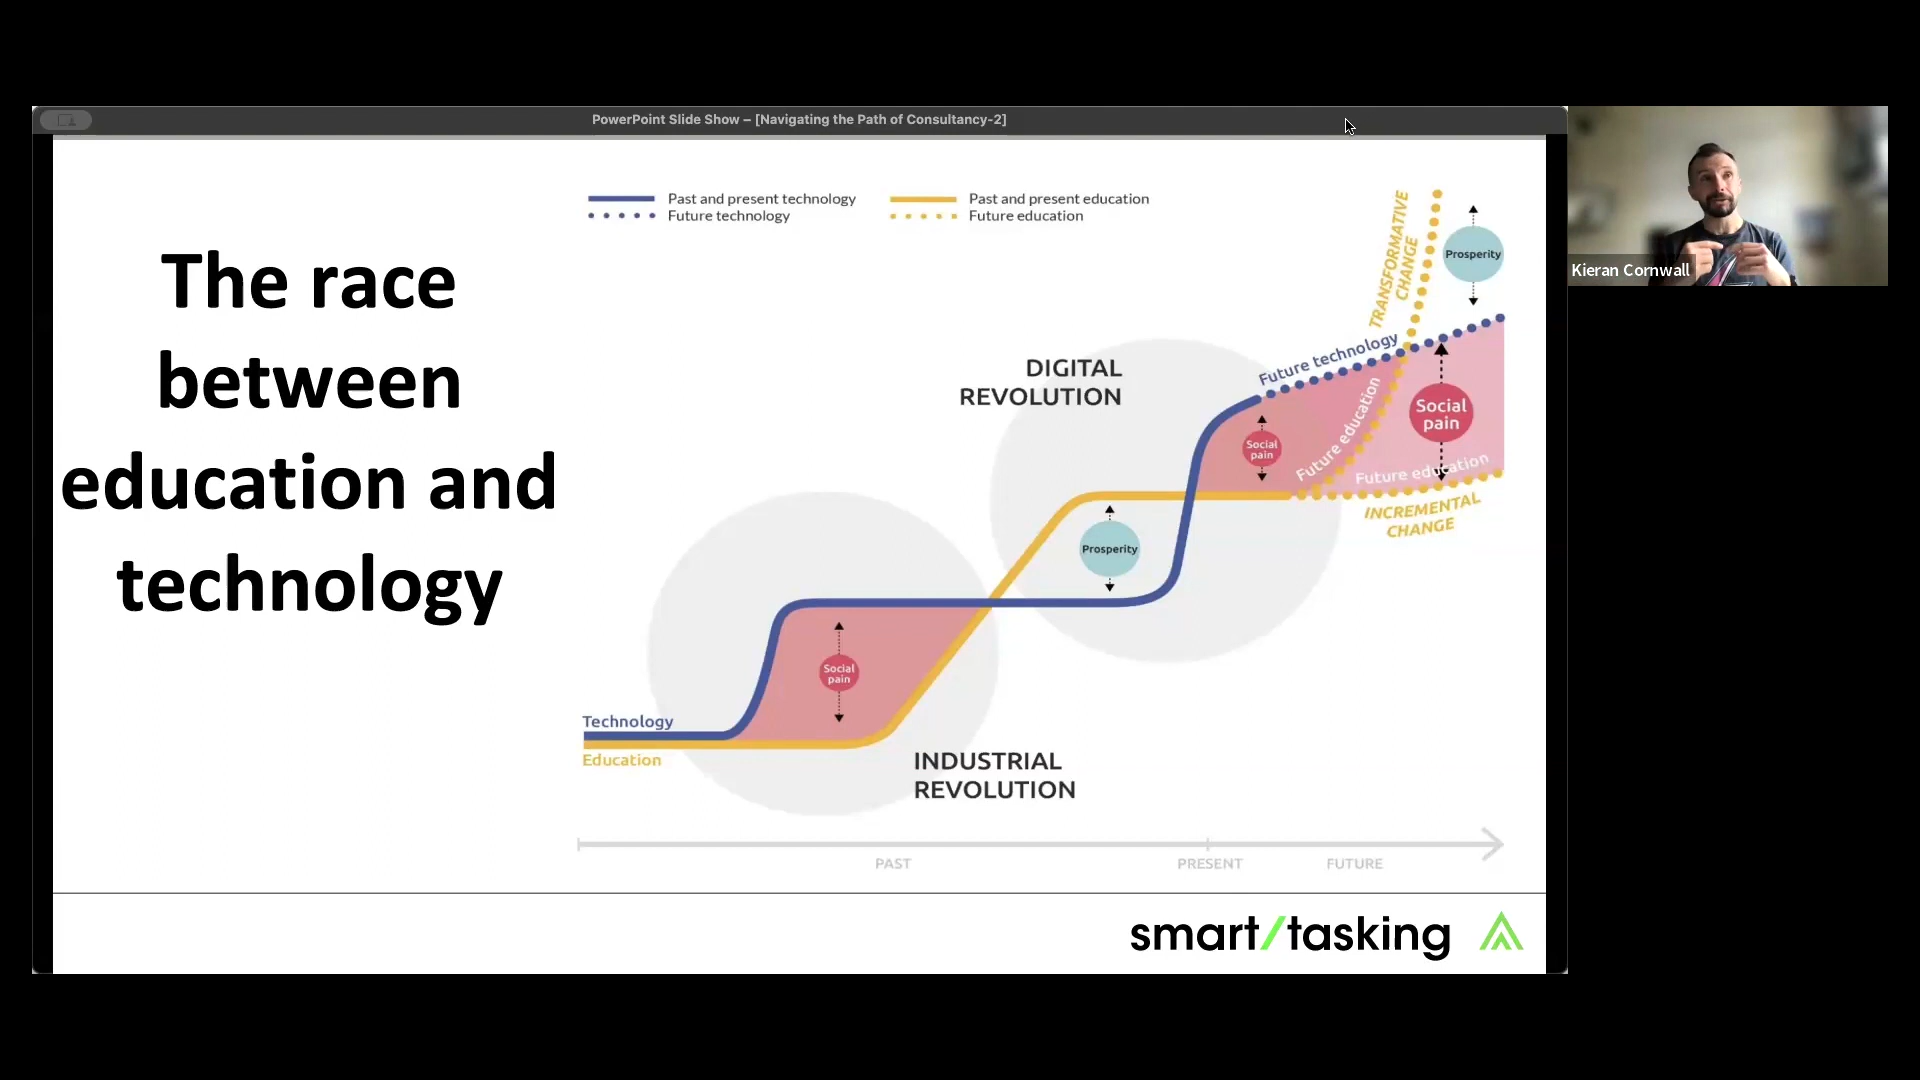 PowerPoint Slide Show – [Navigating the Path of Consultancy-2]
The race
between
education and
technology
Past and present technology
Future technology
Past and present education
Future education
TRANSFORMATIVE
CHANGE
Prosperity
DIGITAL
REVOLUTION
Future technology
Social
pain
Future education
Social
pain
Future education
INCREMENTAL
CHANGE
Prosperity
Social
pain
Technology
Education
INDUSTRIAL
REVOLUTION
PAST
PRESENT
FUTURE
smart/tasking
Kieran Cornwall